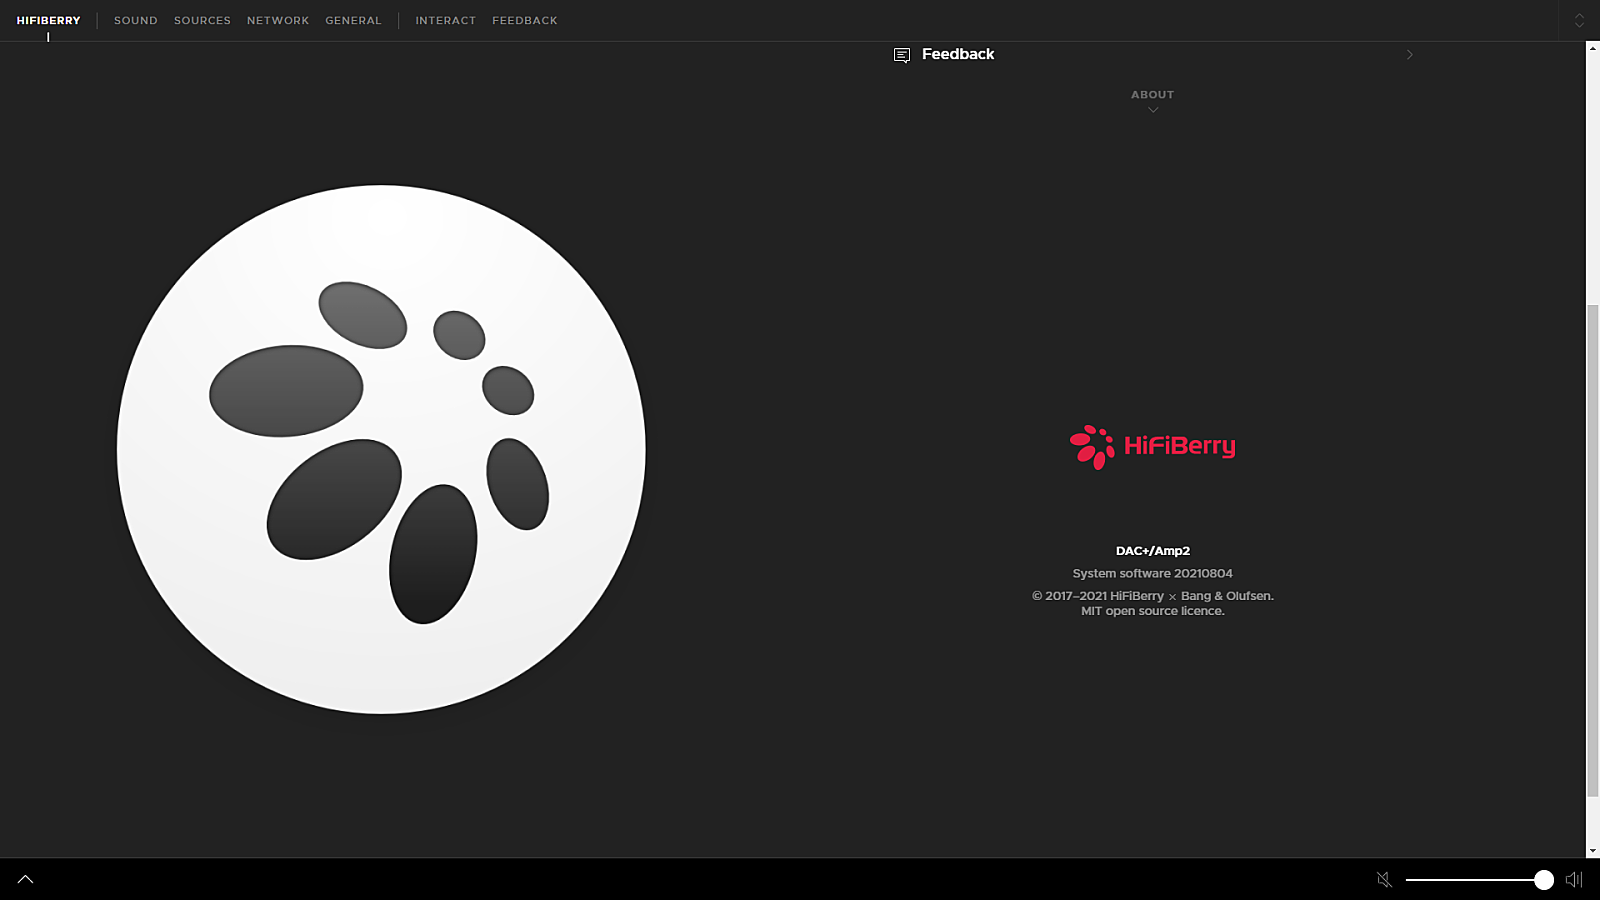 HIFIBERRY SOUND SOURCES NETWORK GENERAL INTERACT FEEDBACK
Feedback
ABOUT
HiFiBerry
DAC+/Amp2
System software 20210804
© 2017–2021 HiFiBerry × Bang & Olufsen.
MIT open source licence.